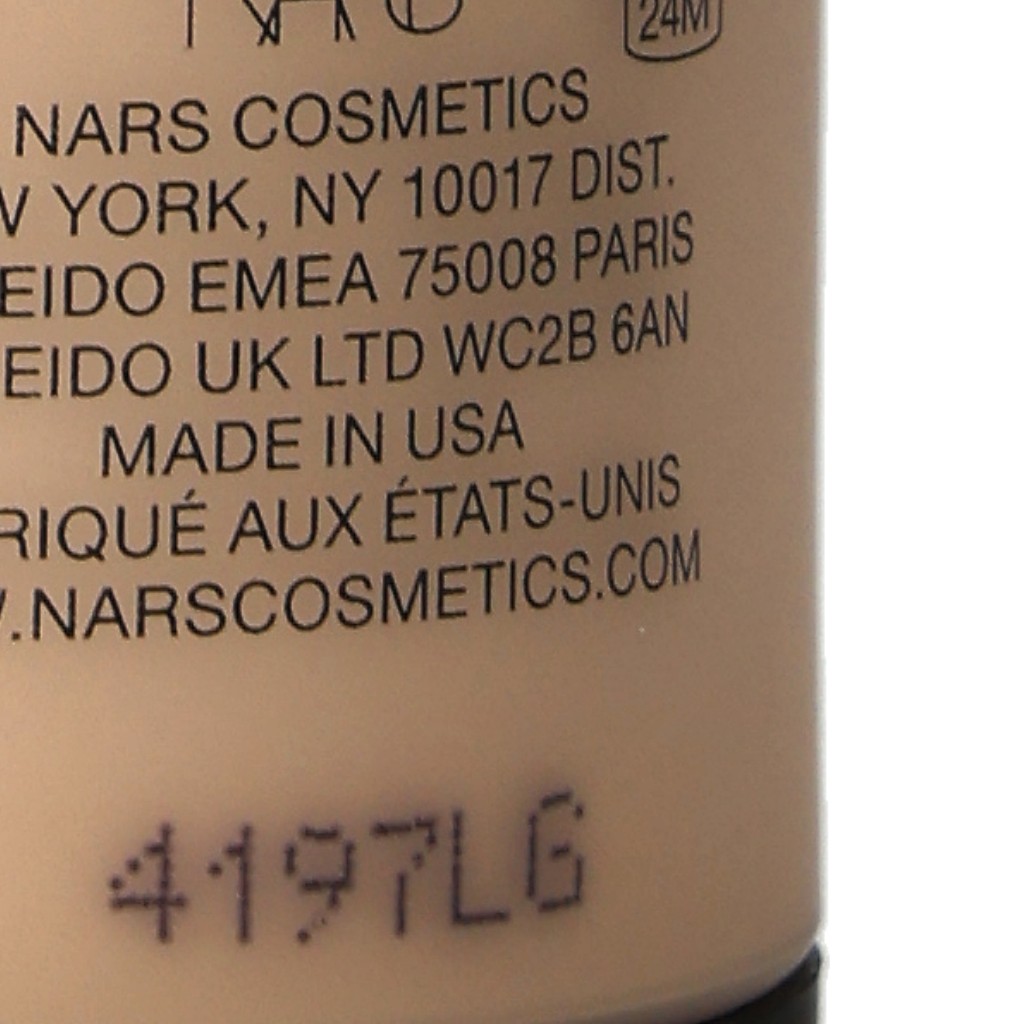 24M
NARS COSMETICS
W YORK, NY 10017 DIST.
EIDO EMEA 75008 PARIS
EIDO UK LTD WC2B 6AN
MADE IN USA
RIQUÉ AUX ÉTATS-UNIS
.NARSCOSMETICS.COM
4197LG